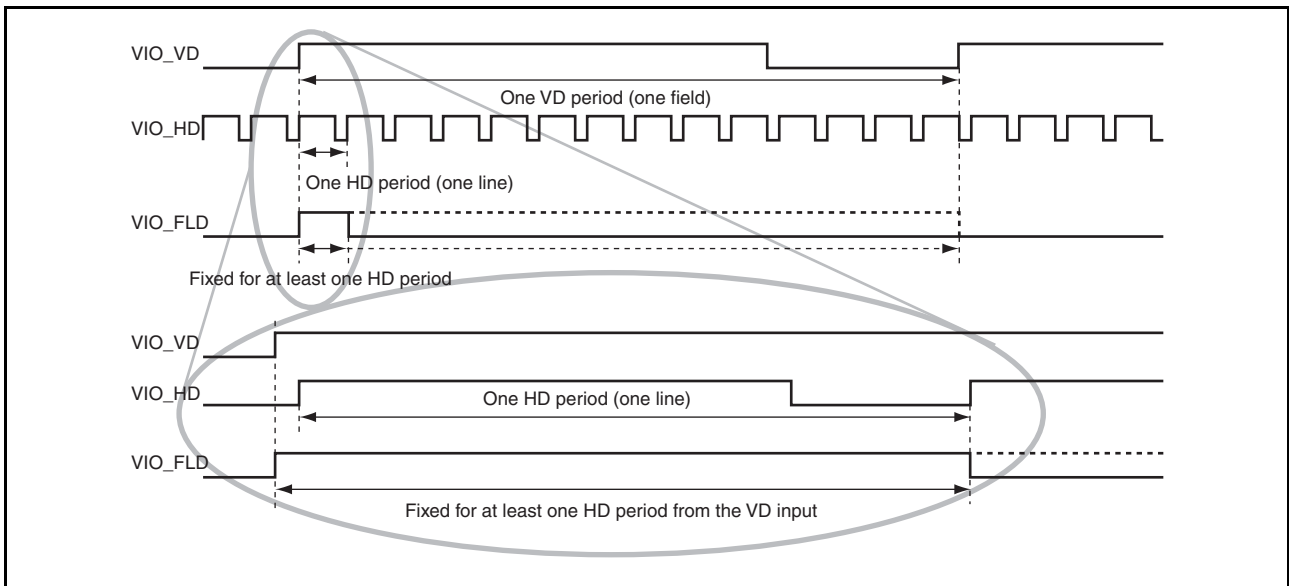 VIO_VD
One VD period (one field)
VIO_HD
One HD period (one line)
VIO_FLD
Fixed for at least one HD period
VIO_VD
VIO_HD
One HD period (one line)
VIO_FLD
Fixed for at least one HD period from the VD input